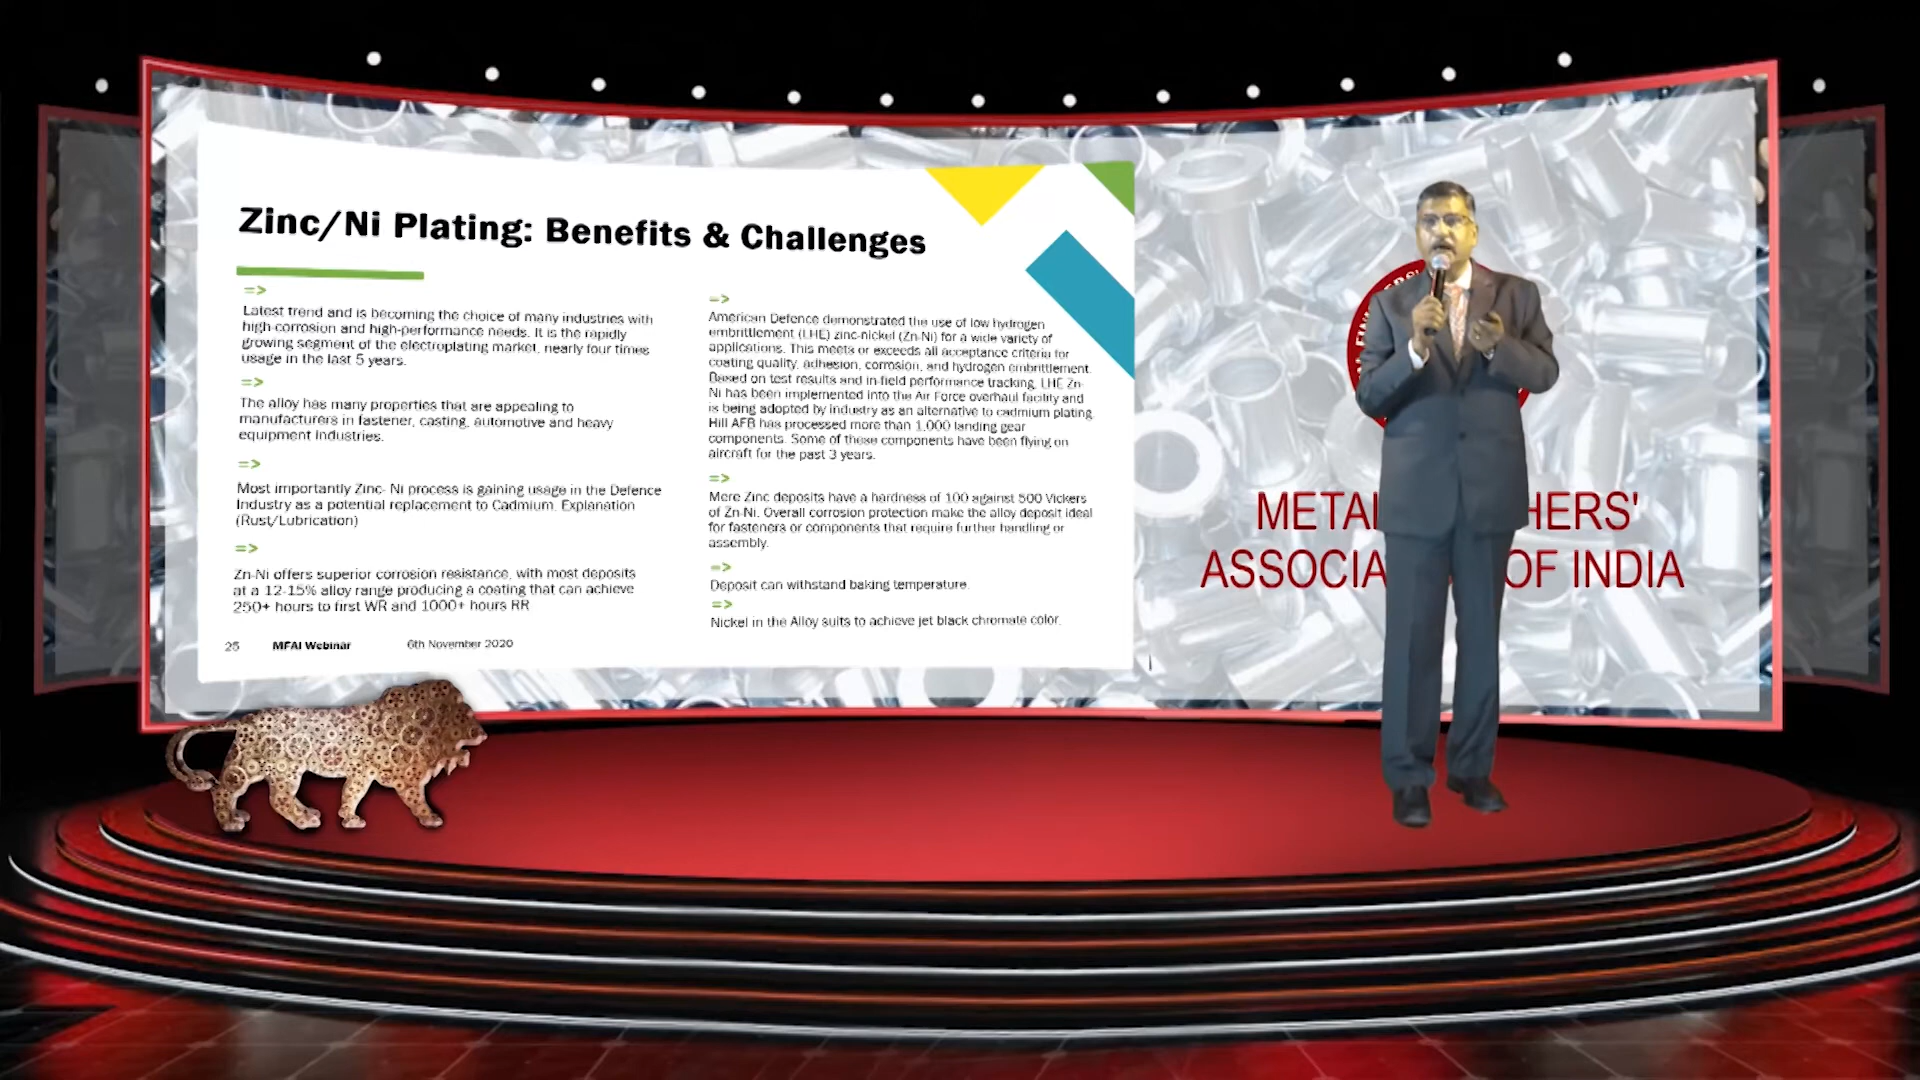 Zinc/Ni Plating: Benefits & Challenges
=>
Latest trend and is becoming the choice of many industries with
high-corrosion and high-performance needs. It is the rapidly
growing segment of the electroplating market, nearly four times
usage in the last 5 years.
=>
The alloy has many properties that are appealing to
manufacturers in fastener, casting, automotive and heavy
equipment industries.
=>
Most importantly Zinc- Ni process is gaining usage in the Defence
Industry as a potential replacement to Cadmium. Explanation
(Rust/Lubrication)
=>
Zn-Ni offers superior corrosion resistance, with most deposits
at a 12-15% alloy range producing a coating that can achieve
250+ hours to first WR and 1000+ hours RR
=>
American Defence demonstrated the use of low hydrogen
embrittlement (LHE) zinc-nickel (Zn-Ni) for a wide variety of
applications. This meets or exceeds all acceptance criteria for
coating quality, adhesion, corrosion, and hydrogen embrittlement.
Based on test results and in-field performance tracking, LHE Zn-
Ni has been implemented into the Air Force overhaul facility and
is being adopted by industry as an alternative to cadmium plating.
Hill AFB has processed more than 1,000 landing gear
components. Some of those components have been flying on
aircraft for the past 3 years.
=>
Mere Zinc deposits have a hardness of 100 against 500 Vickers
of Zn-Ni. Overall corrosion protection make the alloy deposit ideal
for fasteners or components that require further handling or
assembly.
=>
Deposit can withstand baking temperature.
=>
Nickel in the Alloy suits to achieve jet black chromate color.
25 MFAI Webinar 6th November 2020
META HERS'
ASSOCIA OF INDIA